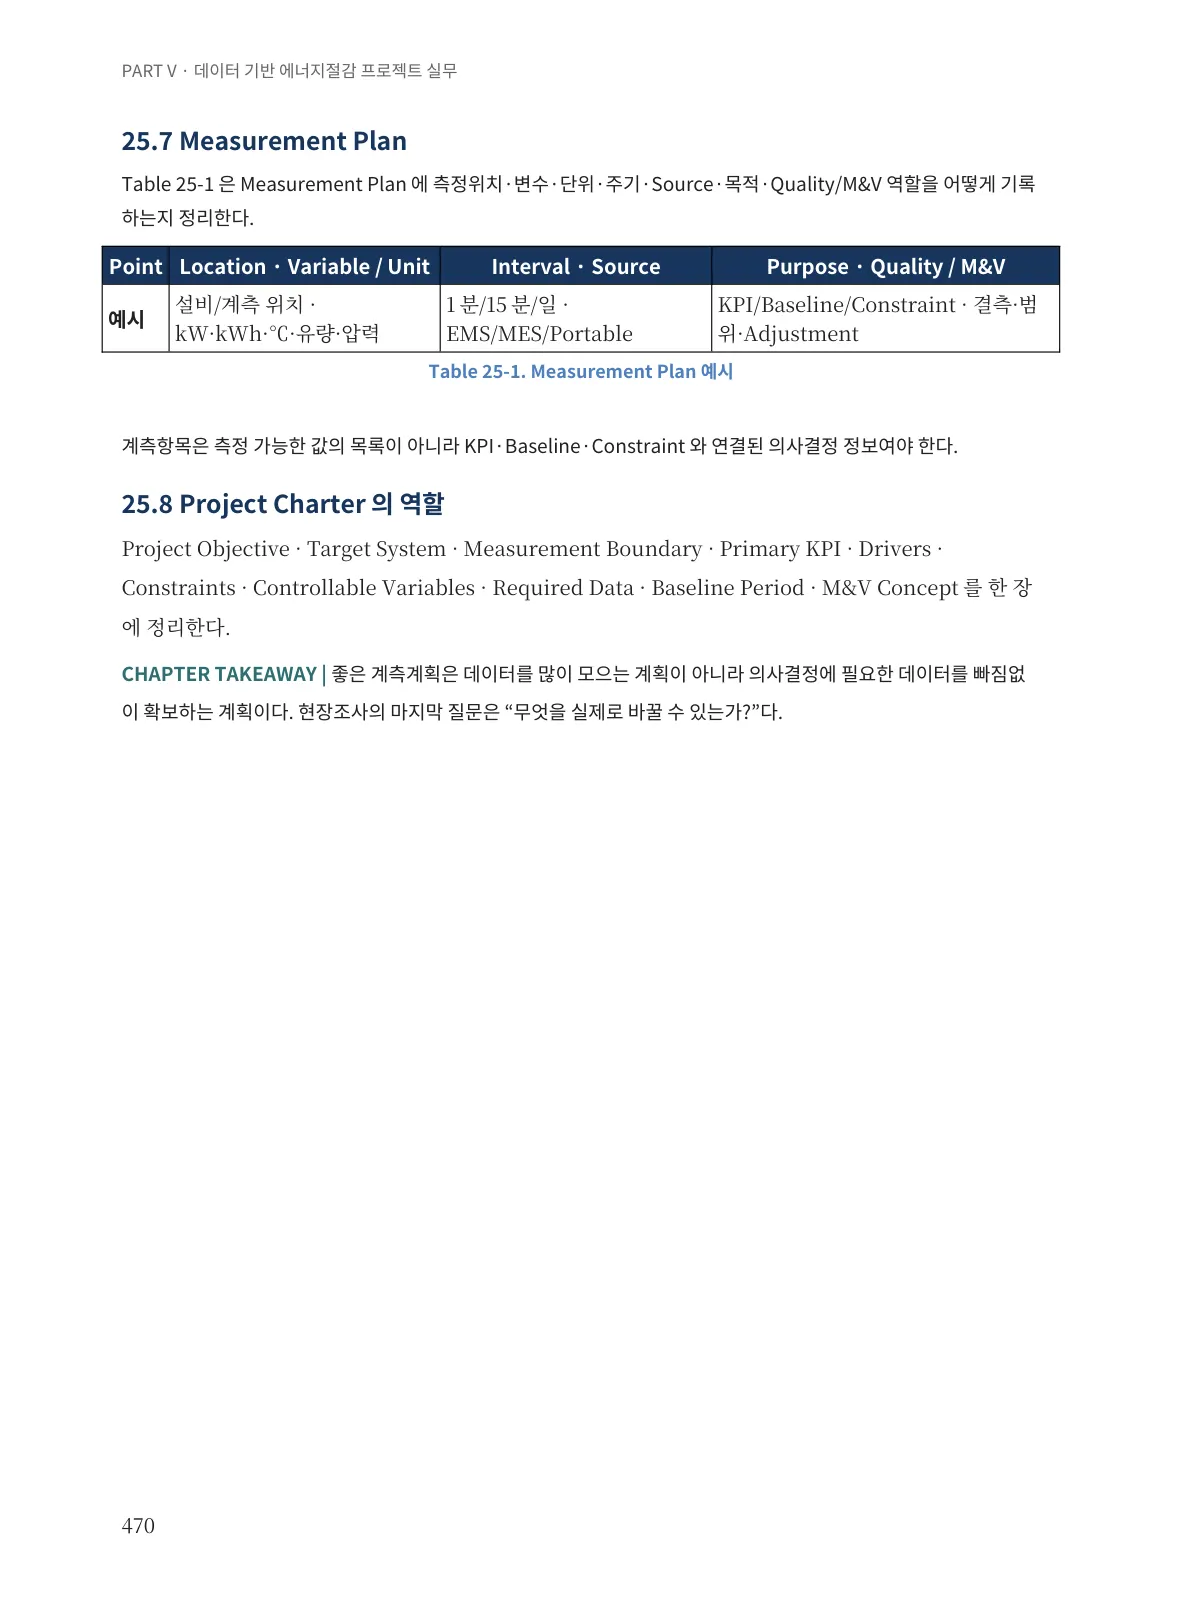 PART V · 데이터 기반 에너지절감 프로젝트 실무
25.7 Measurement Plan
Table 25-1 은 Measurement Plan 에 측정위치·변수·단위·주기·Source·목적·Quality/M&V 역할을 어떻게 기록
하는지 정리한다.
Point Location · Variable / Unit Interval · Source Purpose · Quality / M&V
예시 설비/계측 위치 · 1 분/15 분/일 · KPI/Baseline/Constraint · 결측·범
kW·kWh·℃·유량·압력 EMS/MES/Portable 위·Adjustment
Table 25-1. Measurement Plan 예시
계측항목은 측정 가능한 값의 목록이 아니라 KPI·Baseline·Constraint 와 연결된 의사결정 정보여야 한다.
25.8 Project Charter 의 역할
Project Objective · Target System · Measurement Boundary · Primary KPI · Drivers ·
Constraints · Controllable Variables · Required Data · Baseline Period · M&V Concept 를 한 장
에 정리한다.
CHAPTER TAKEAWAY | 좋은 계측계획은 데이터를 많이 모으는 계획이 아니라 의사결정에 필요한 데이터를 빠짐없
이 확보하는 계획이다. 현장조사의 마지막 질문은 “무엇을 실제로 바꿀 수 있는가?”다.
470